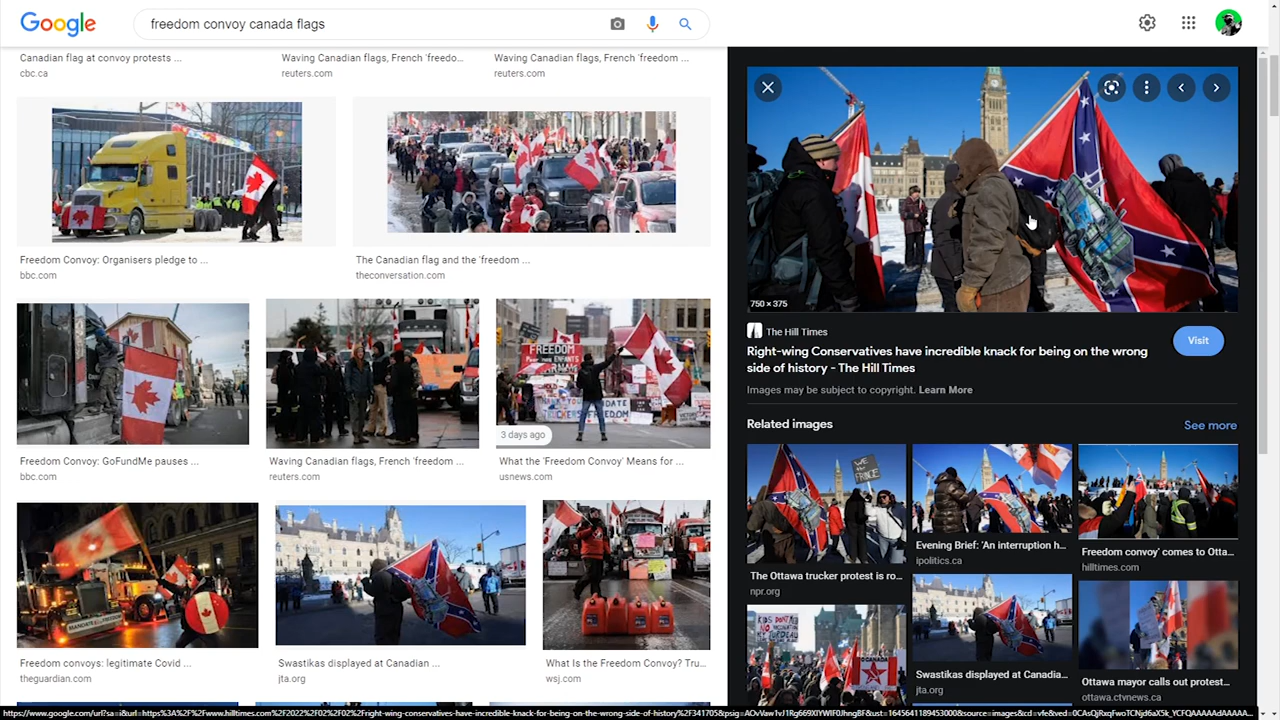 Google
freedom convoy canada flags
Canadian flag at convoy protests ...
cbc.ca
Waving Canadian flags, French 'freedo...
reuters.com
Waving Canadian flags, French 'freedom ...
reuters.com
Freedom Convoy: Organisers pledge to ...
bbc.com
The Canadian flag and the 'freedom ...
theconversation.com
Freedom Convoy: GoFundMe pauses ...
bbc.com
Waving Canadian flags, French 'freedom ...
reuters.com
FREEDOM
3 days ago
What the 'Freedom Convoy' Means for ...
usnews.com
Freedom convoys: legitimate Covid ...
theguardian.com
Swastikas displayed at Canadian ...
jta.org
What Is the Freedom Convoy? Tru...
wsj.com
750 × 375
The Hill Times
Right-wing Conservatives have incredible knack for being on the wrong
side of history - The Hill Times
Visit
Images may be subject to copyright. Learn More
Related images
See more
The Ottawa trucker protest is ro...
npr.org
Evening Brief: 'An interruption h...
ipolitics.ca
Freedom convoy' comes to Otta...
hilltimes.com
Swastikas displayed at Canadia...
jta.org
Ottawa mayor calls out protest...
ottawa.ctvnews.ca